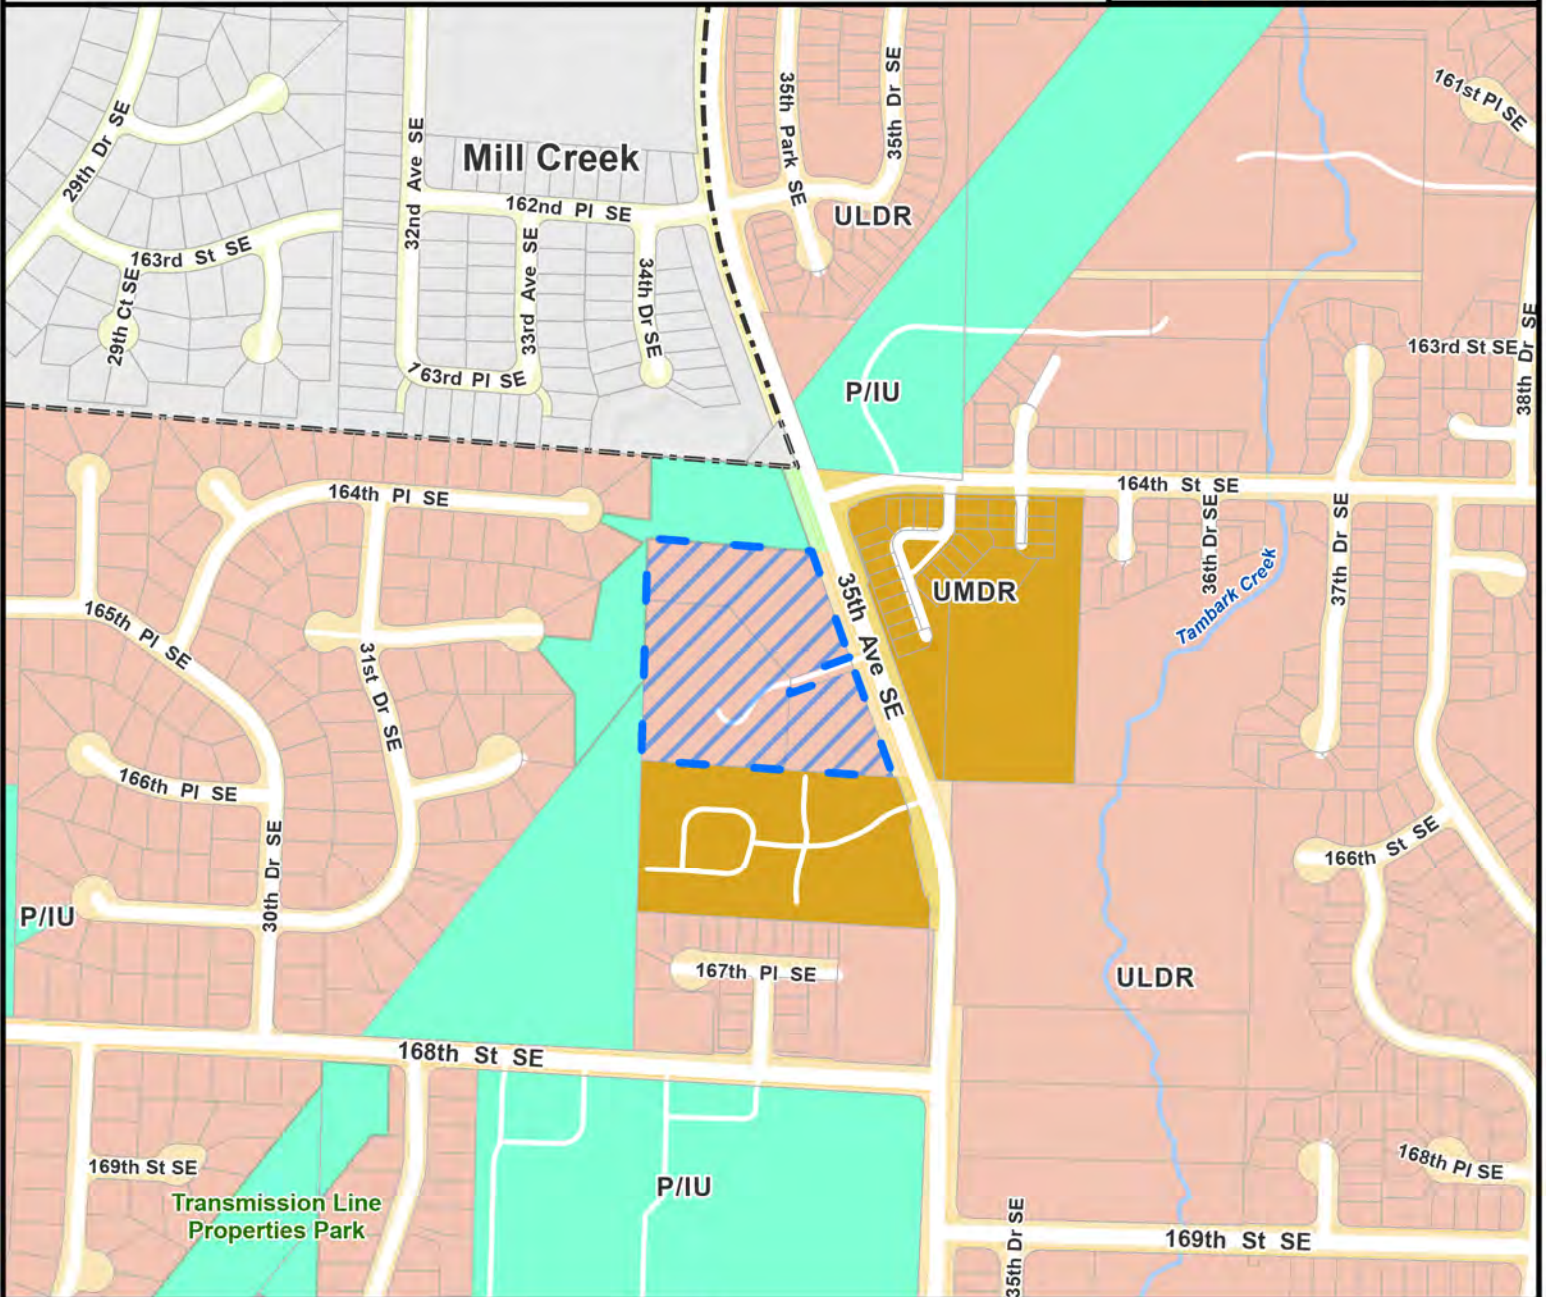 161st Pl SE
35th Park SE
35th Dr SE
29th Dr SE
32nd Ave SE
Mill Creek
162nd Pl SE
ULDR
163rd St SE
33rd Ave SE
34th Dr SE
29th Ct SE
163rd Pl SE
P/IU
163rd St SE
38th Dr SE
164th Pl SE
164th St SE
36th Dr SE
37th Dr SE
UMDR
35th Ave SE
Tambark Creek
165th Pl SE
31st Dr SE
166th Pl SE
30th Dr SE
166th St SE
P/IU
167th Pl SE
ULDR
168th St SE
169th St SE
168th Pl SE
P/IU
Transmission Line
Properties Park
35th Dr SE
169th St SE